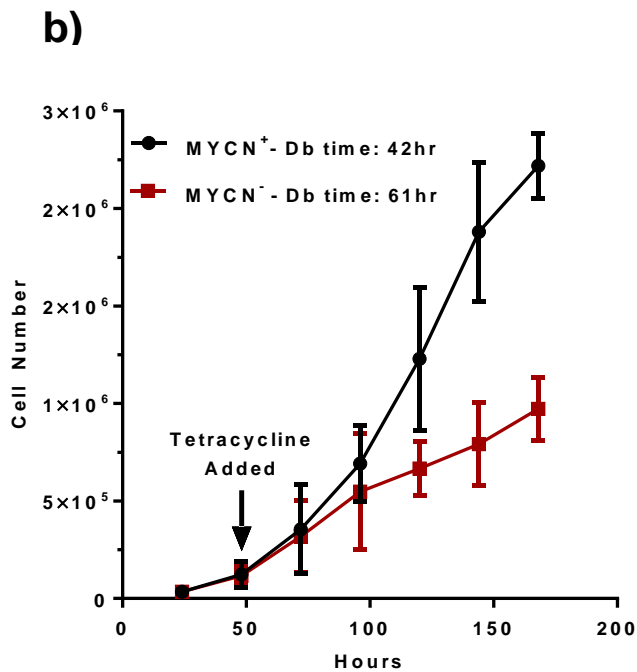 b)
3×10⁶
MYCN⁺- Db time: 42hr
MYCN⁻- Db time: 61hr
2×10⁶
2×10⁶
1×10⁶
5×10⁵
0
Cell Number
Tetracycline
Added
0 50 100 150 200
Hours